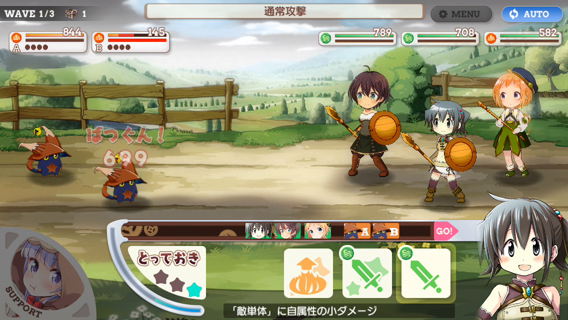 WAVE 1/3 1
通常攻撃
MENU
AUTO
844
145
789
708
582
A
B
ばつぐん!
699
A
B
GO!
とっておき
SUPPORT
「敵単体」に自属性の小ダメージ